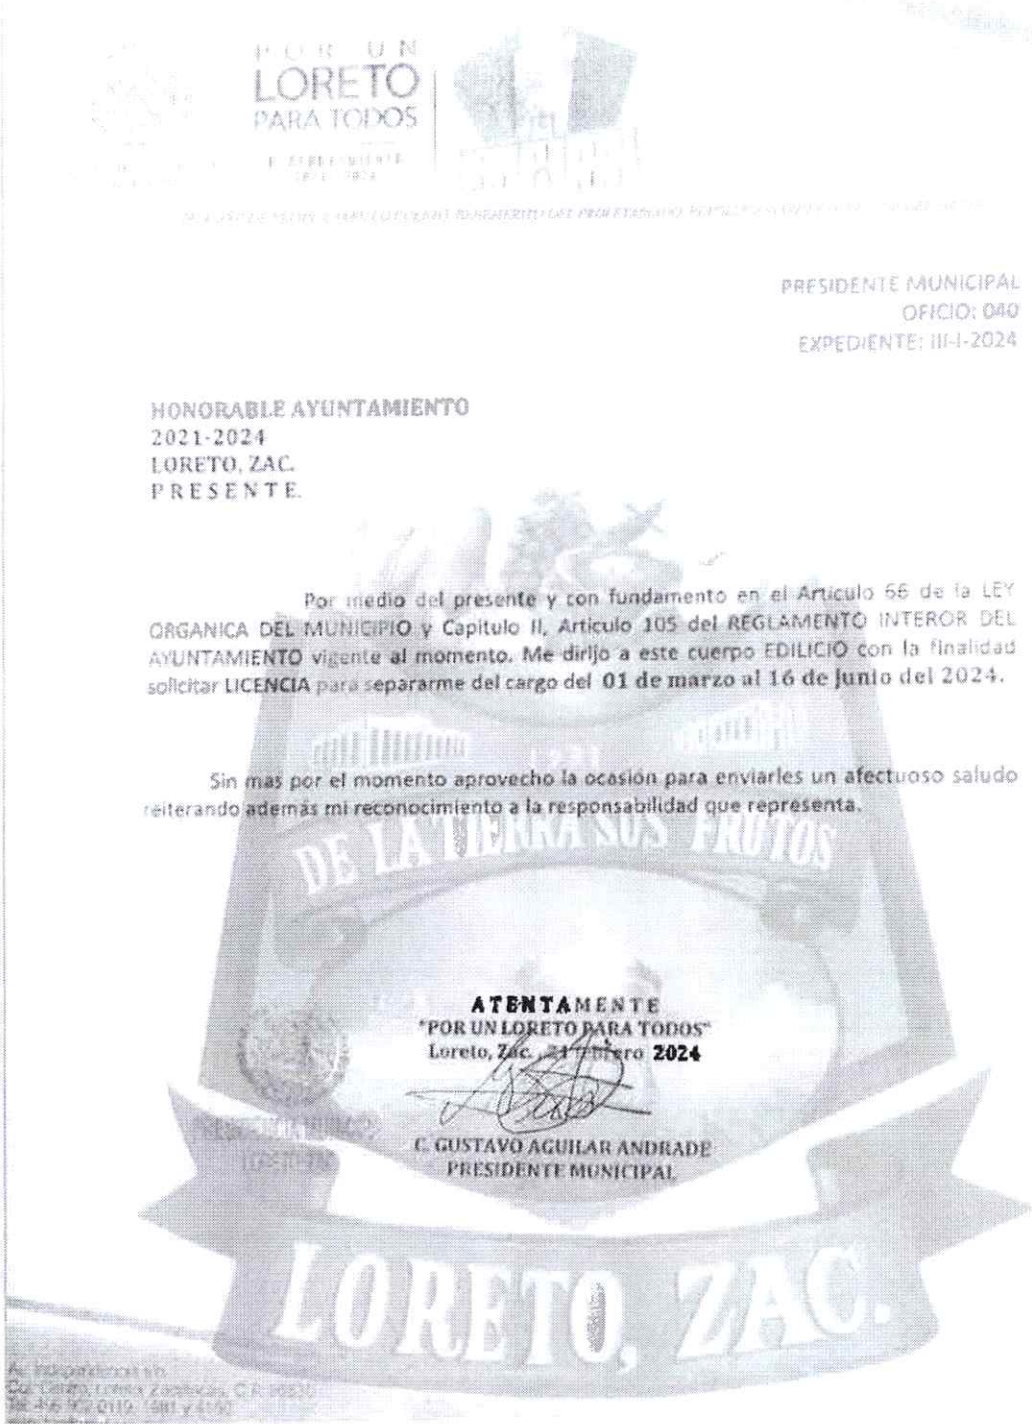 POR UN
LORETO
PARA TODOS
PRESIDENTE MUNICIPAL
OFICIO: 040
EXPEDIENTE: III-I-2024
HONORABLE AYUNTAMIENTO
2021-2024
LORETO, ZAC.
P R E S E N T E.
Por medio del presente y con fundamento en el Articulo 66 de la LEY
ORGANICA DEL MUNICIPIO y Capitulo II, Articulo 105 del REGLAMENTO INTEROR DEL
AYUNTAMIENTO vigente al momento. Me dirijo a este cuerpo EDILICIO con la finalidad
solicitar LICENCIA para separarme del cargo del 01 de marzo al 16 de Junio del 2024.
Sin mas por el momento aprovecho la ocasión para enviarles un afectuoso saludo
reiterando además mi reconocimiento a la responsabilidad que representa.
DE LA TIERRA SUS FRUTOS
ATENTAMENTE
"POR UN LORETO PARA TODOS"
Loreto, Zac. 2024
C. GUSTAVO AGUILAR ANDRADE
PRESIDENTE MUNICIPAL
LORETO, ZAC.
Av. Independencia s/n